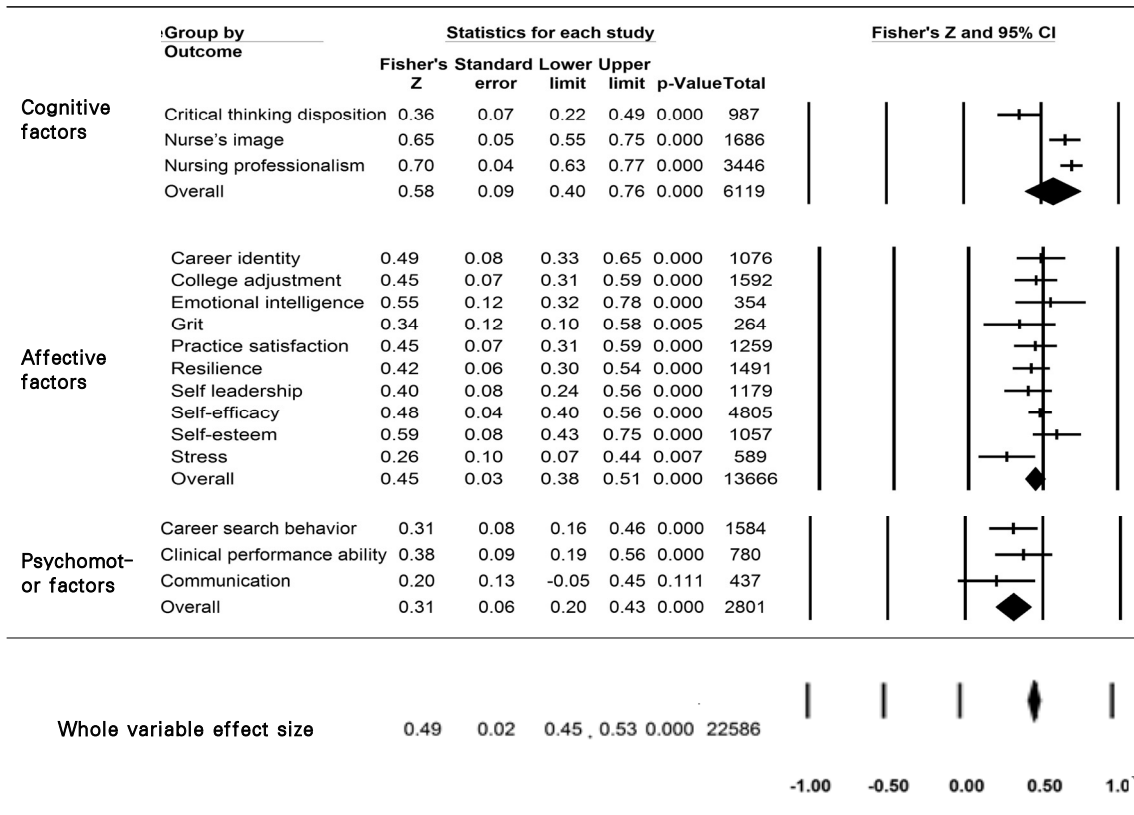 Group by Statistics for each study Fisher's Z and 95% CI
Outcome
Fisher's Standard Lower Upper
Z error limit limit p-Value Total
Cognitive
factors
Critical thinking disposition 0.36 0.07 0.22 0.49 0.000 987
Nurse's image 0.65 0.05 0.55 0.75 0.000 1686
Nursing professionalism 0.70 0.04 0.63 0.77 0.000 3446
Overall 0.58 0.09 0.40 0.76 0.000 6119
Affective
factors
Career identity 0.49 0.08 0.33 0.65 0.000 1076
College adjustment 0.45 0.07 0.31 0.59 0.000 1592
Emotional intelligence 0.55 0.12 0.32 0.78 0.000 354
Grit 0.34 0.12 0.10 0.58 0.005 264
Practice satisfaction 0.45 0.07 0.31 0.59 0.000 1259
Resilience 0.42 0.06 0.30 0.54 0.000 1491
Self leadership 0.40 0.08 0.24 0.56 0.000 1179
Self-efficacy 0.48 0.04 0.40 0.56 0.000 4805
Self-esteem 0.59 0.08 0.43 0.75 0.000 1057
Stress 0.26 0.10 0.07 0.44 0.007 589
Overall 0.45 0.03 0.38 0.51 0.000 13666
Psychomot-
or factors
Career search behavior 0.31 0.08 0.16 0.46 0.000 1584
Clinical performance ability 0.38 0.09 0.19 0.56 0.000 780
Communication 0.20 0.13 -0.05 0.45 0.111 437
Overall 0.31 0.06 0.20 0.43 0.000 2801
Whole variable effect size 0.49 0.02 0.45 0.53 0.000 22586
-1.00 -0.50 0.00 0.50 1.0